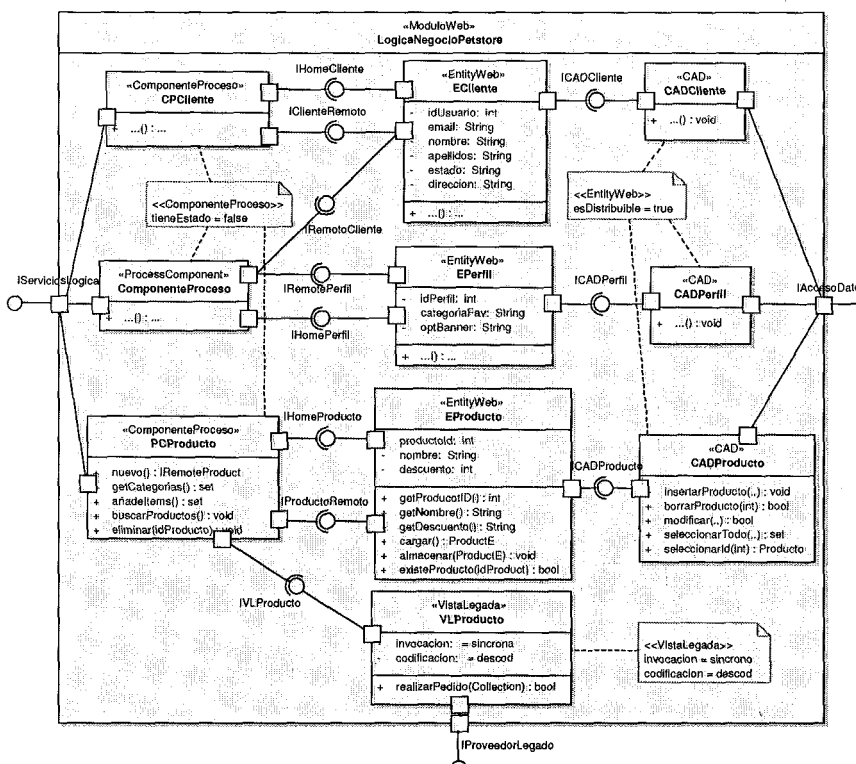 «ModuloWeb»
LogicaNegocioPetstore
«ComponenteProceso»
CPCliente
+ ...() : ...
IHomeCliente
IClienteRemoto
«EntityWeb»
ECliente
- idUsuario: int
- email: String
- nombre: String
- apellidos: String
- estado: String
- direccion: String
+ ...() : ...
ICADCliente
«CAD»
CADCliente
+ ...() : void
<<ComponenteProceso>>
tieneEstado = false
<<EntityWeb>>
esDistribuible = true
IRemotoCliente
IServiciosLogica
«ProcessComponent»
ComponenteProceso
+ ...() : ...
IRemotePerfil
IHomePerfil
«EntityWeb»
EPerfil
- idPerfil: int
- categoriaFav: String
- optBanner: String
+ ...() : ...
ICADPerfil
«CAD»
CADPerfil
+ ...() : void
IAccesoDato
«ComponenteProceso»
PCProducto
+ nuevo() : IRemoteProduct
+ getCategorias() : set
+ añadeItems() : set
+ buscarProductos() : void
+ eliminar(idProducto) : void
IHomeProducto
IProductoRemoto
«EntityWeb»
EProducto
- productoId: int
- nombre: String
- descuento: int
+ getProducotID() : int
+ getNombre() : String
+ getDescuento() : String
+ cargar() : ProductE
+ almacenar(ProductE) : void
+ existeProducto(idProduct) : bool
ICADProducto
«CAD»
CADProducto
+ insertarProducto(,,) : void
+ borrarProducto(int) : bool
+ modificar(,,) : bool
+ seleccionarTodo(,,) : set
+ seleccionarId(int) : Producto
IVLProducto
«VistaLegada»
VLProducto
- invocacion: = sincrona
- codificacion: = descod
+ realizarPedido(Collection) : bool
<<VistaLegada>>
invocacion = sincrono
codificacion = descod
IProveedorLegado